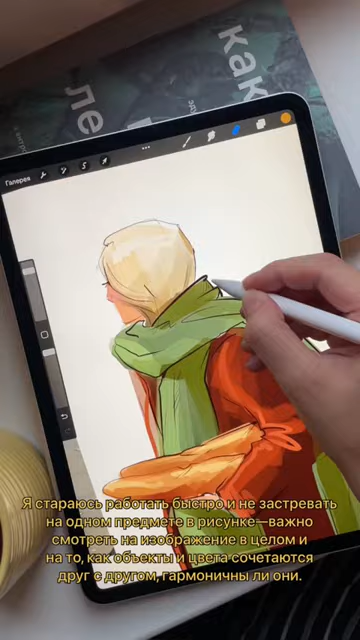 как
ле
Галерея
Я стараюсь работать быстро и не застревать
на одном предмете в рисунке—важно
смотреть на изображение в целом и
на то, как объекты и цвета сочетаются
друг с другом, гармоничны ли они.